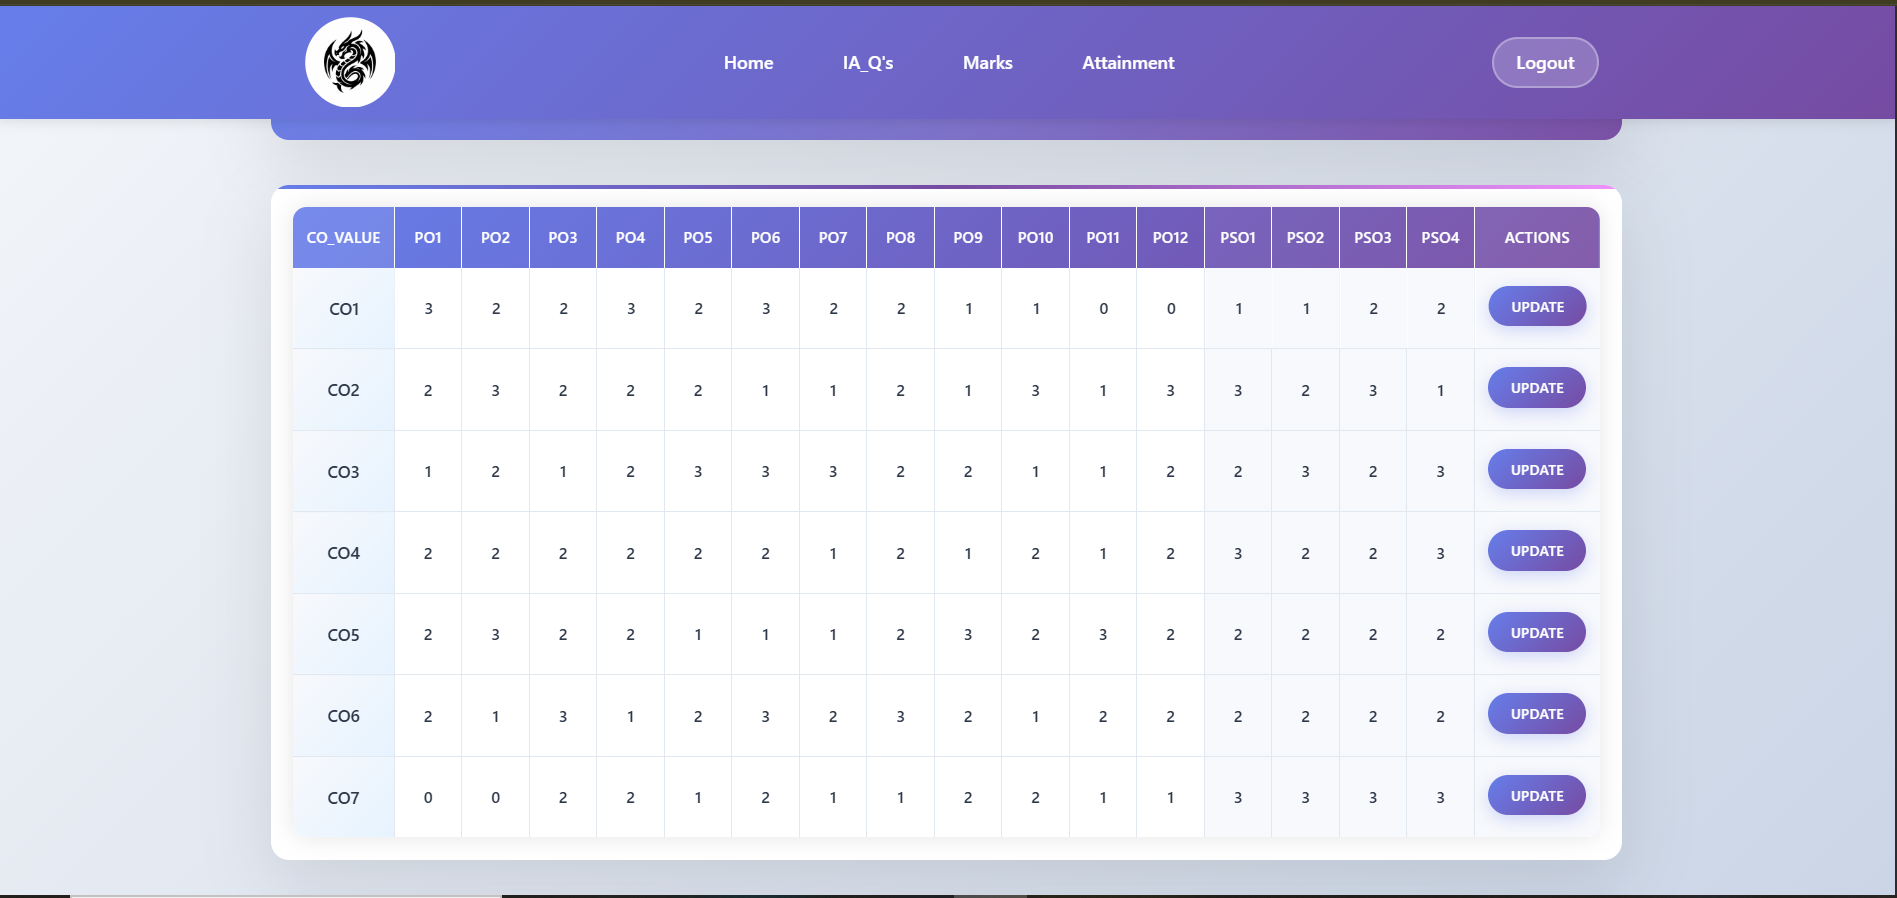 Home IA_Q's Marks Attainment Logout
CO_VALUE PO1 PO2 PO3 PO4 PO5 PO6 PO7 PO8 PO9 PO10 PO11 PO12 PSO1 PSO2 PSO3 PSO4 ACTIONS
CO1 3 2 2 3 2 3 2 2 1 1 0 0 1 1 2 2 UPDATE
CO2 2 3 2 2 2 1 1 2 1 3 1 3 3 2 3 1 UPDATE
CO3 1 2 1 2 3 3 3 2 2 1 1 2 2 3 2 3 UPDATE
CO4 2 2 2 2 2 2 1 2 1 2 1 2 3 2 2 3 UPDATE
CO5 2 3 2 2 1 1 1 2 3 2 3 2 2 2 2 2 UPDATE
CO6 2 1 3 1 2 3 2 3 2 1 2 2 2 2 2 2 UPDATE
CO7 0 0 2 2 1 2 1 1 2 2 1 1 3 3 3 3 UPDATE